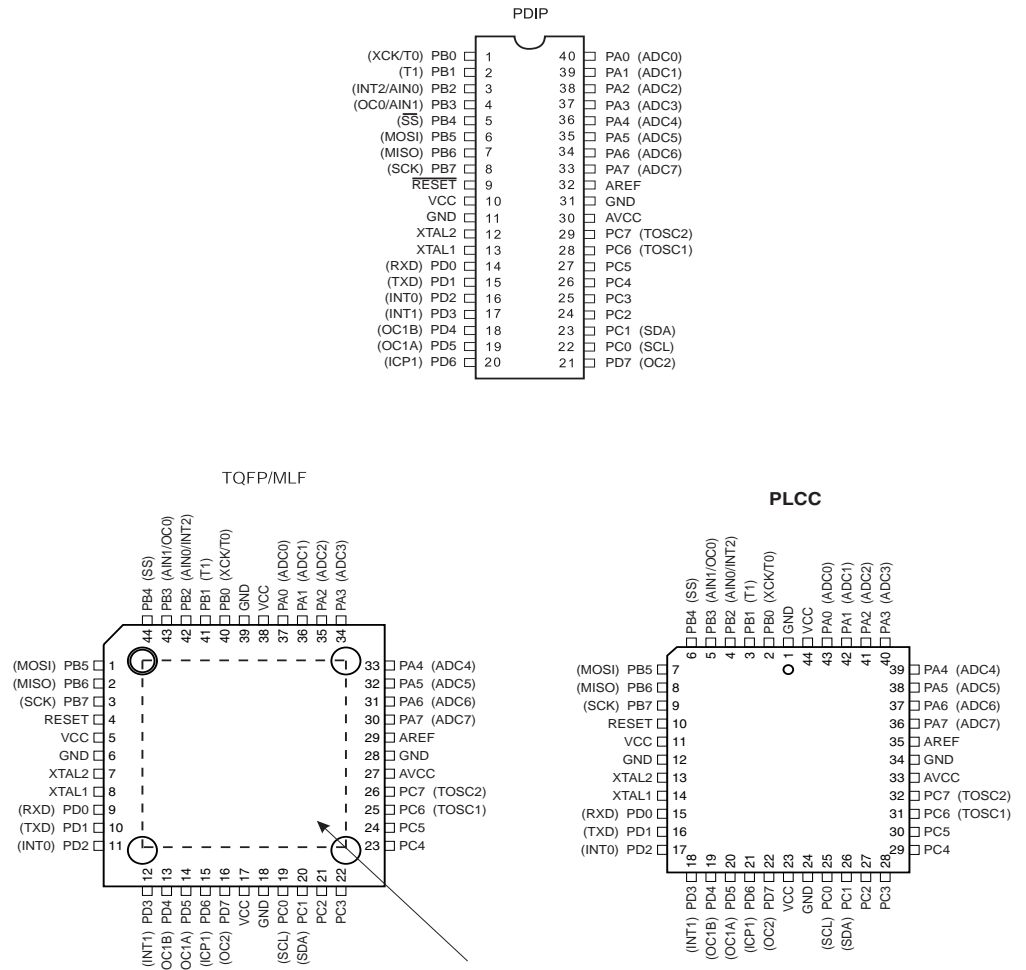 PDIP
(XCK/T0) PB0 1 40 PA0 (ADC0)
(T1) PB1 2 39 PA1 (ADC1)
(INT2/AIN0) PB2 3 38 PA2 (ADC2)
(OC0/AIN1) PB3 4 37 PA3 (ADC3)
(SS) PB4 5 36 PA4 (ADC4)
(MOSI) PB5 6 35 PA5 (ADC5)
(MISO) PB6 7 34 PA6 (ADC6)
(SCK) PB7 8 33 PA7 (ADC7)
RESET 9 32 AREF
VCC 10 31 GND
GND 11 30 AVCC
XTAL2 12 29 PC7 (TOSC2)
XTAL1 13 28 PC6 (TOSC1)
(RXD) PD0 14 27 PC5
(TXD) PD1 15 26 PC4
(INT0) PD2 16 25 PC3
(INT1) PD3 17 24 PC2
(OC1B) PD4 18 23 PC1 (SDA)
(OC1A) PD5 19 22 PC0 (SCL)
(ICP1) PD6 20 21 PD7 (OC2)
TQFP/MLF
PB4 (SS)
PB3 (AIN1/OC0)
PB2 (AIN0/INT2)
PB1 (T1)
PB0 (XCK/T0)
GND
VCC
PA0 (ADC0)
PA1 (ADC1)
PA2 (ADC2)
PA3 (ADC3)
44 43 42 41 40 39 38 37 36 35 34
(MOSI) PB5 1 33 PA4 (ADC4)
(MISO) PB6 2 32 PA5 (ADC5)
(SCK) PB7 3 31 PA6 (ADC6)
RESET 4 30 PA7 (ADC7)
VCC 5 29 AREF
GND 6 28 GND
XTAL2 7 27 AVCC
XTAL1 8 26 PC7 (TOSC2)
(RXD) PD0 9 25 PC6 (TOSC1)
(TXD) PD1 10 24 PC5
(INT0) PD2 11 23 PC4
12 13 14 15 16 17 18 19 20 21 22
(INT1) PD3
(OC1B) PD4
(OC1A) PD5
(ICP1) PD6
(OC2) PD7
VCC
GND
(SCL) PC0
(SDA) PC1
PC2
PC3
PLCC
PB4 (SS)
PB3 (AIN1/OC0)
PB2 (AIN0/INT2)
PB1 (T1)
PB0 (XCK/T0)
GND
VCC
PA0 (ADC0)
PA1 (ADC1)
PA2 (ADC2)
PA3 (ADC3)
6 5 4 3 2 1 44 43 42 41 40
(MOSI) PB5 7 39 PA4 (ADC4)
(MISO) PB6 8 38 PA5 (ADC5)
(SCK) PB7 9 37 PA6 (ADC6)
RESET 10 36 PA7 (ADC7)
VCC 11 35 AREF
GND 12 34 GND
XTAL2 13 33 AVCC
XTAL1 14 32 PC7 (TOSC2)
(RXD) PD0 15 31 PC6 (TOSC1)
(TXD) PD1 16 30 PC5
(INT0) PD2 17 29 PC4
18 19 20 21 22 23 24 25 26 27 28
(INT1) PD3
(OC1B) PD4
(OC1A) PD5
(ICP1) PD6
(OC2) PD7
VCC
GND
(SCL) PC0
(SDA) PC1
PC2
PC3